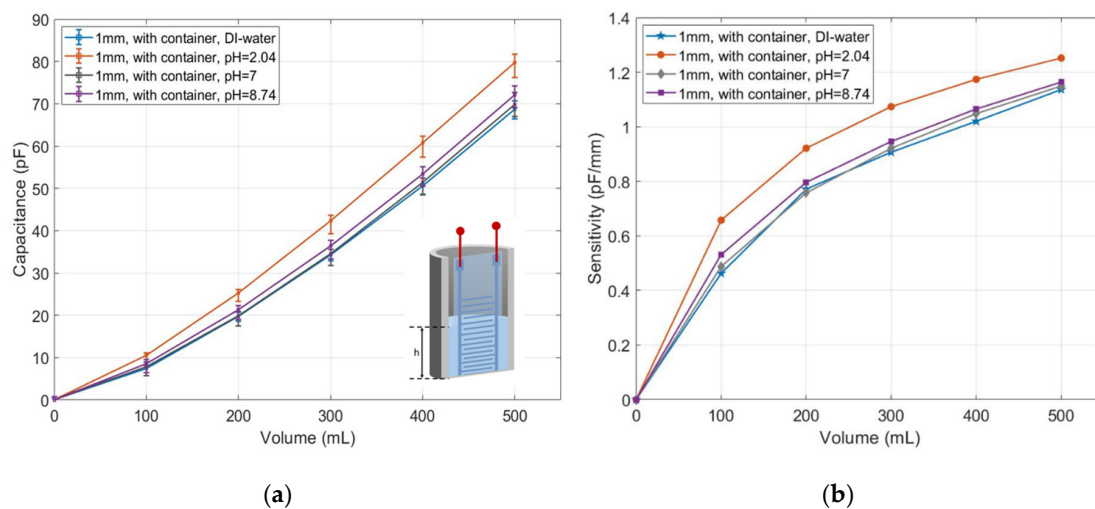 90
80
70
60
50
40
30
20
10
0
Capacitance (pF)
1mm, with container, DI-water
1mm, with container, pH=2.04
1mm, with container, pH=7
1mm, with container, pH=8.74
h
0 100 200 300 400 500
Volume (mL)
(a)
1.4
1.2
1
0.8
0.6
0.4
0.2
0
Sensitivity (pF/mm)
1mm, with container, DI-water
1mm, with container, pH=2.04
1mm, with container, pH=7
1mm, with container, pH=8.74
0 100 200 300 400 500
Volume (mL)
(b)